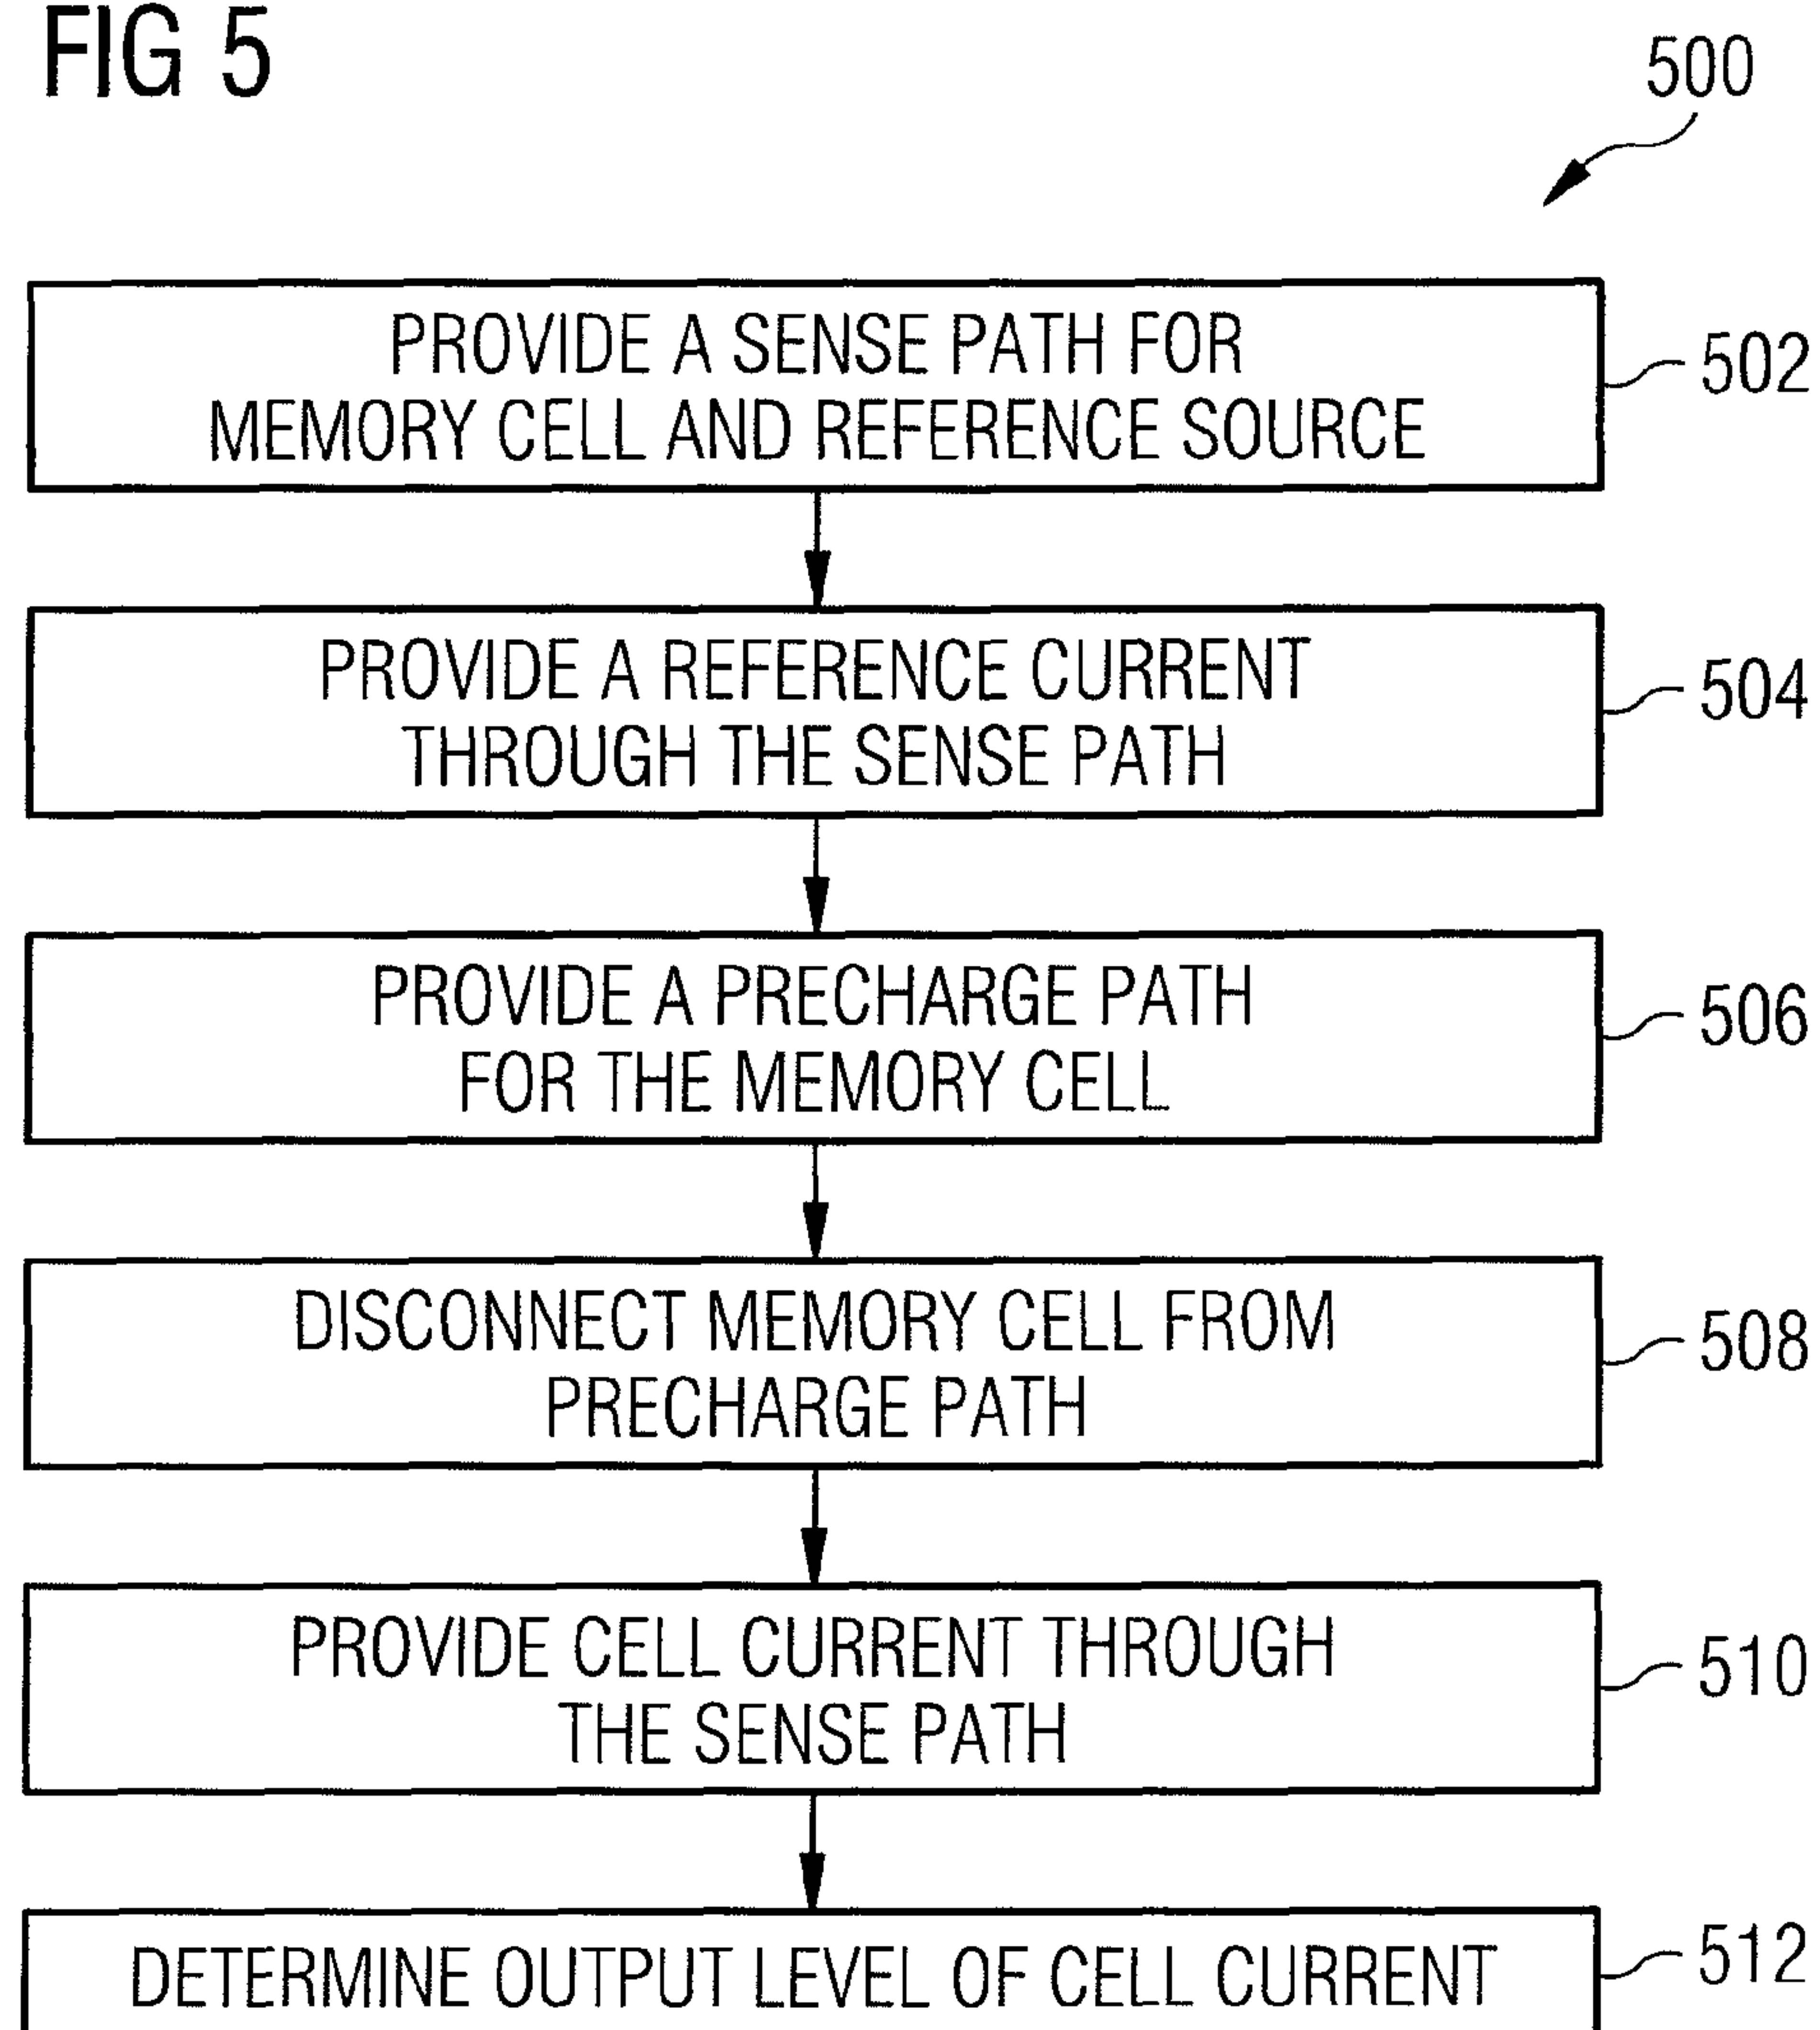 FIG 5
500
PROVIDE A SENSE PATH FOR
MEMORY CELL AND REFERENCE SOURCE
502
PROVIDE A REFERENCE CURRENT
THROUGH THE SENSE PATH
504
PROVIDE A PRECHARGE PATH
FOR THE MEMORY CELL
506
DISCONNECT MEMORY CELL FROM
PRECHARGE PATH
508
PROVIDE CELL CURRENT THROUGH
THE SENSE PATH
510
DETERMINE OUTPUT LEVEL OF CELL CURRENT
512